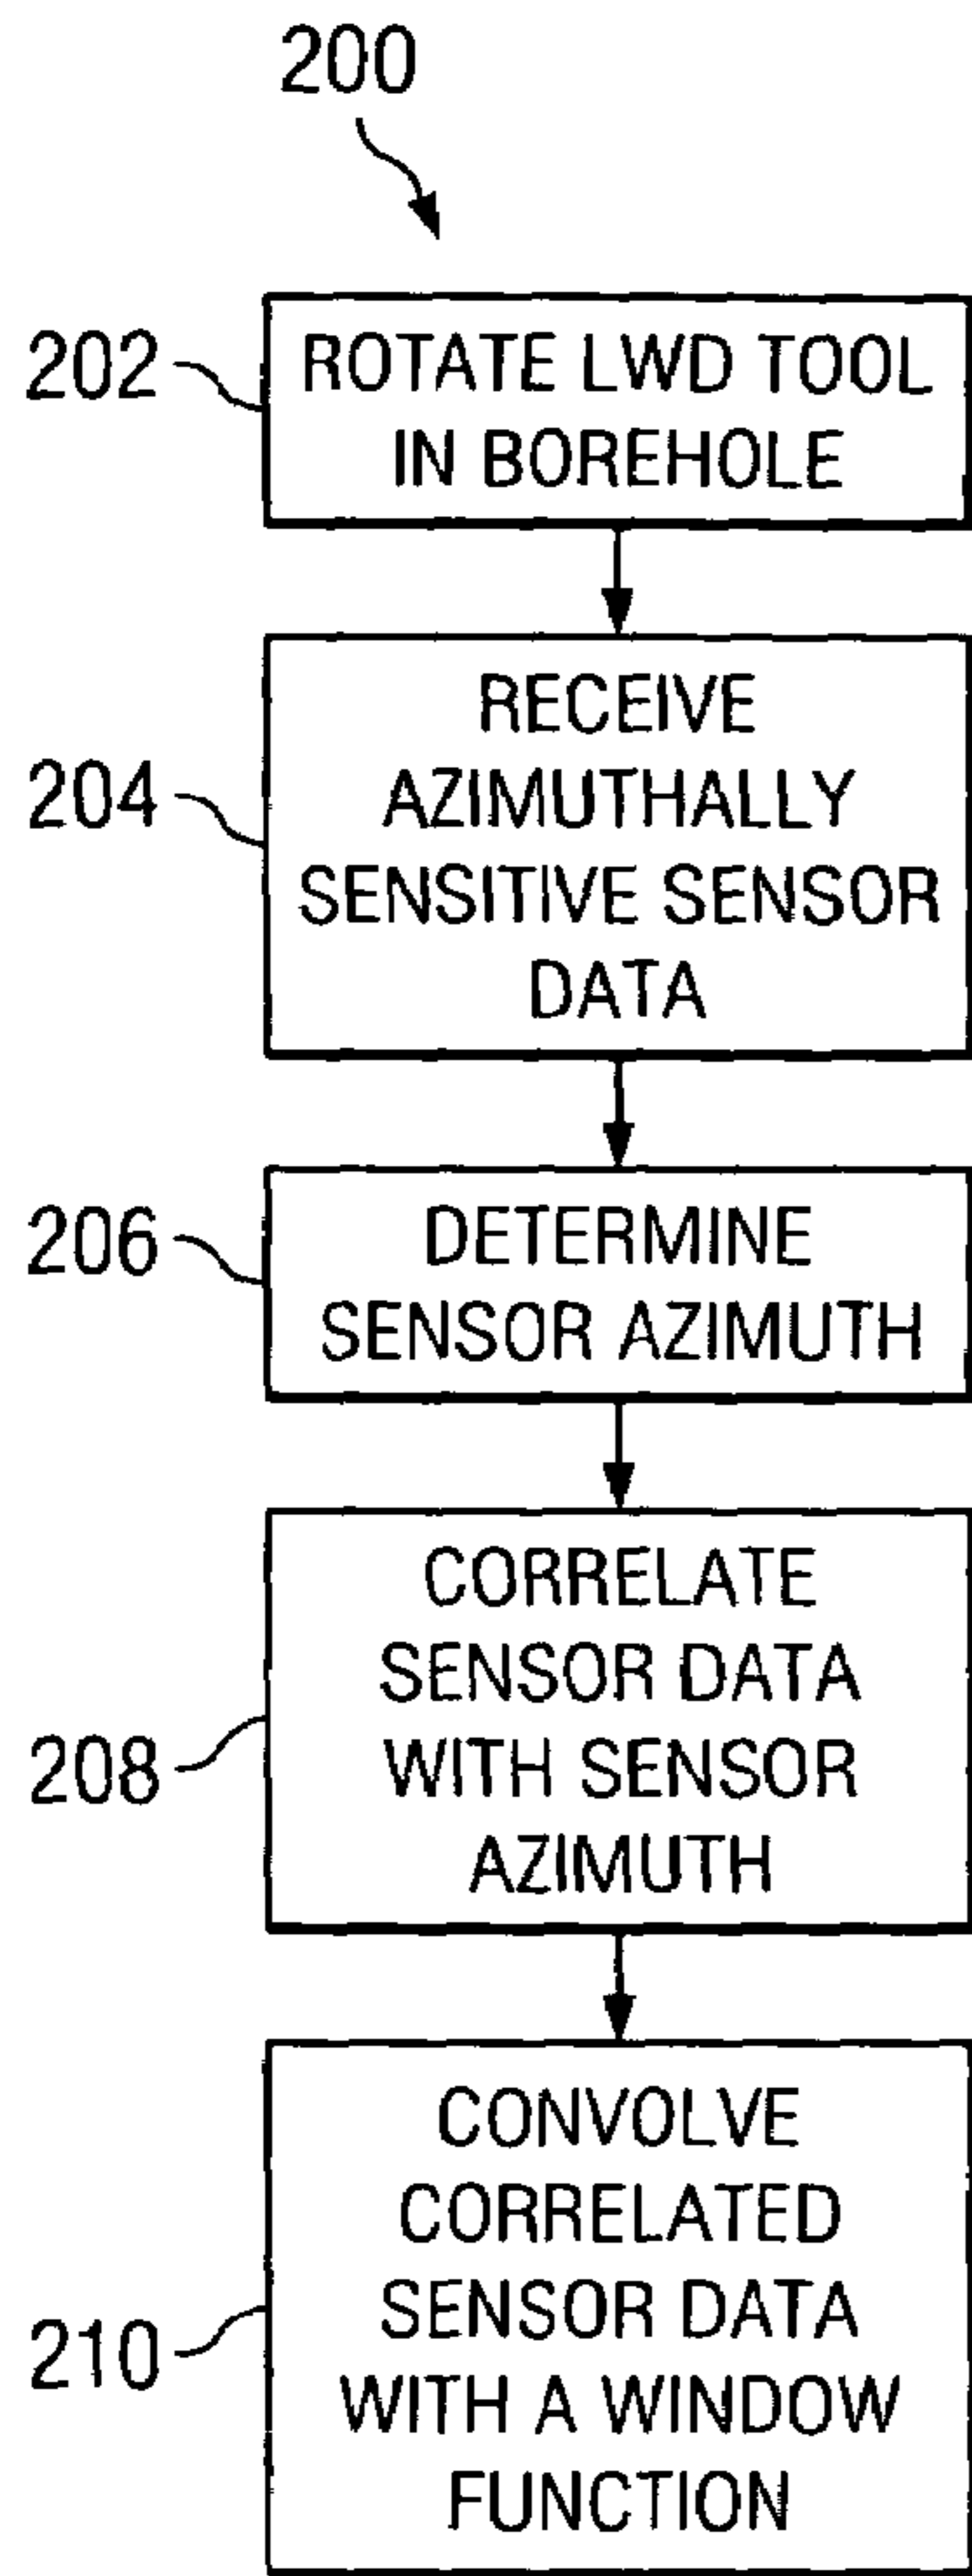 200
202
ROTATE LWD TOOL
IN BOREHOLE
204
RECEIVE
AZIMUTHALLY
SENSITIVE SENSOR
DATA
206
DETERMINE
SENSOR AZIMUTH
208
CORRELATE
SENSOR DATA
WITH SENSOR
AZIMUTH
210
CONVOLVE
CORRELATED
SENSOR DATA
WITH A WINDOW
FUNCTION